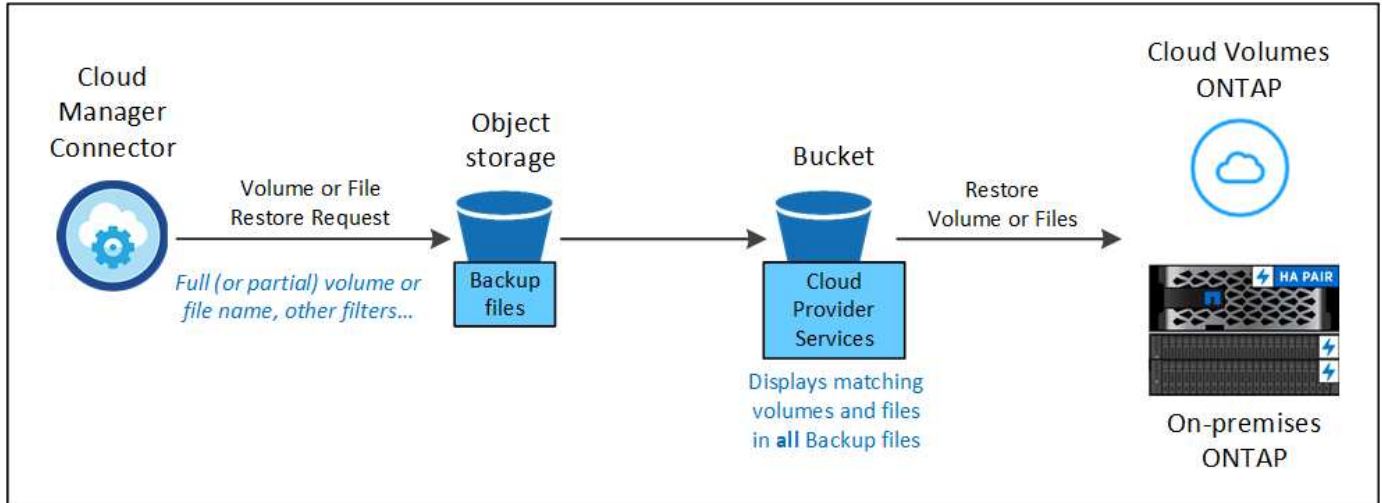 Cloud
Manager
Connector
Volume or File
Restore Request
Full (or partial) volume or
file name, other filters...
Object
storage
Backup
files
Bucket
Cloud
Provider
Services
Displays matching
volumes and files
in all Backup files
Restore
Volume or Files
Cloud Volumes
ONTAP
HA PAIR
On-premises
ONTAP